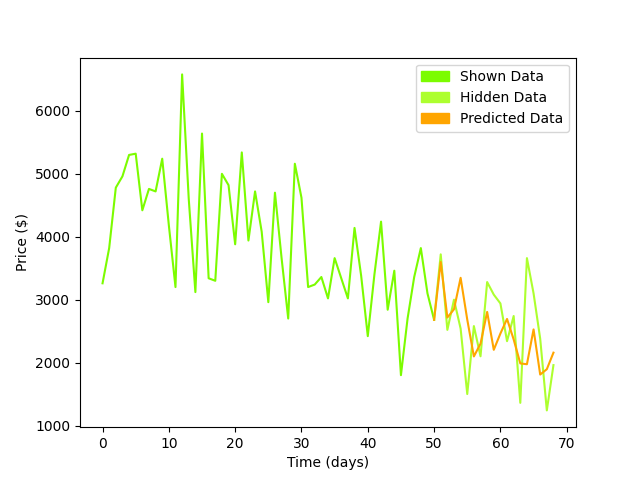 Shown Data
Hidden Data
Predicted Data
Price ($)
6000
5000
4000
3000
2000
1000
0 10 20 30 40 50 60 70
Time (days)